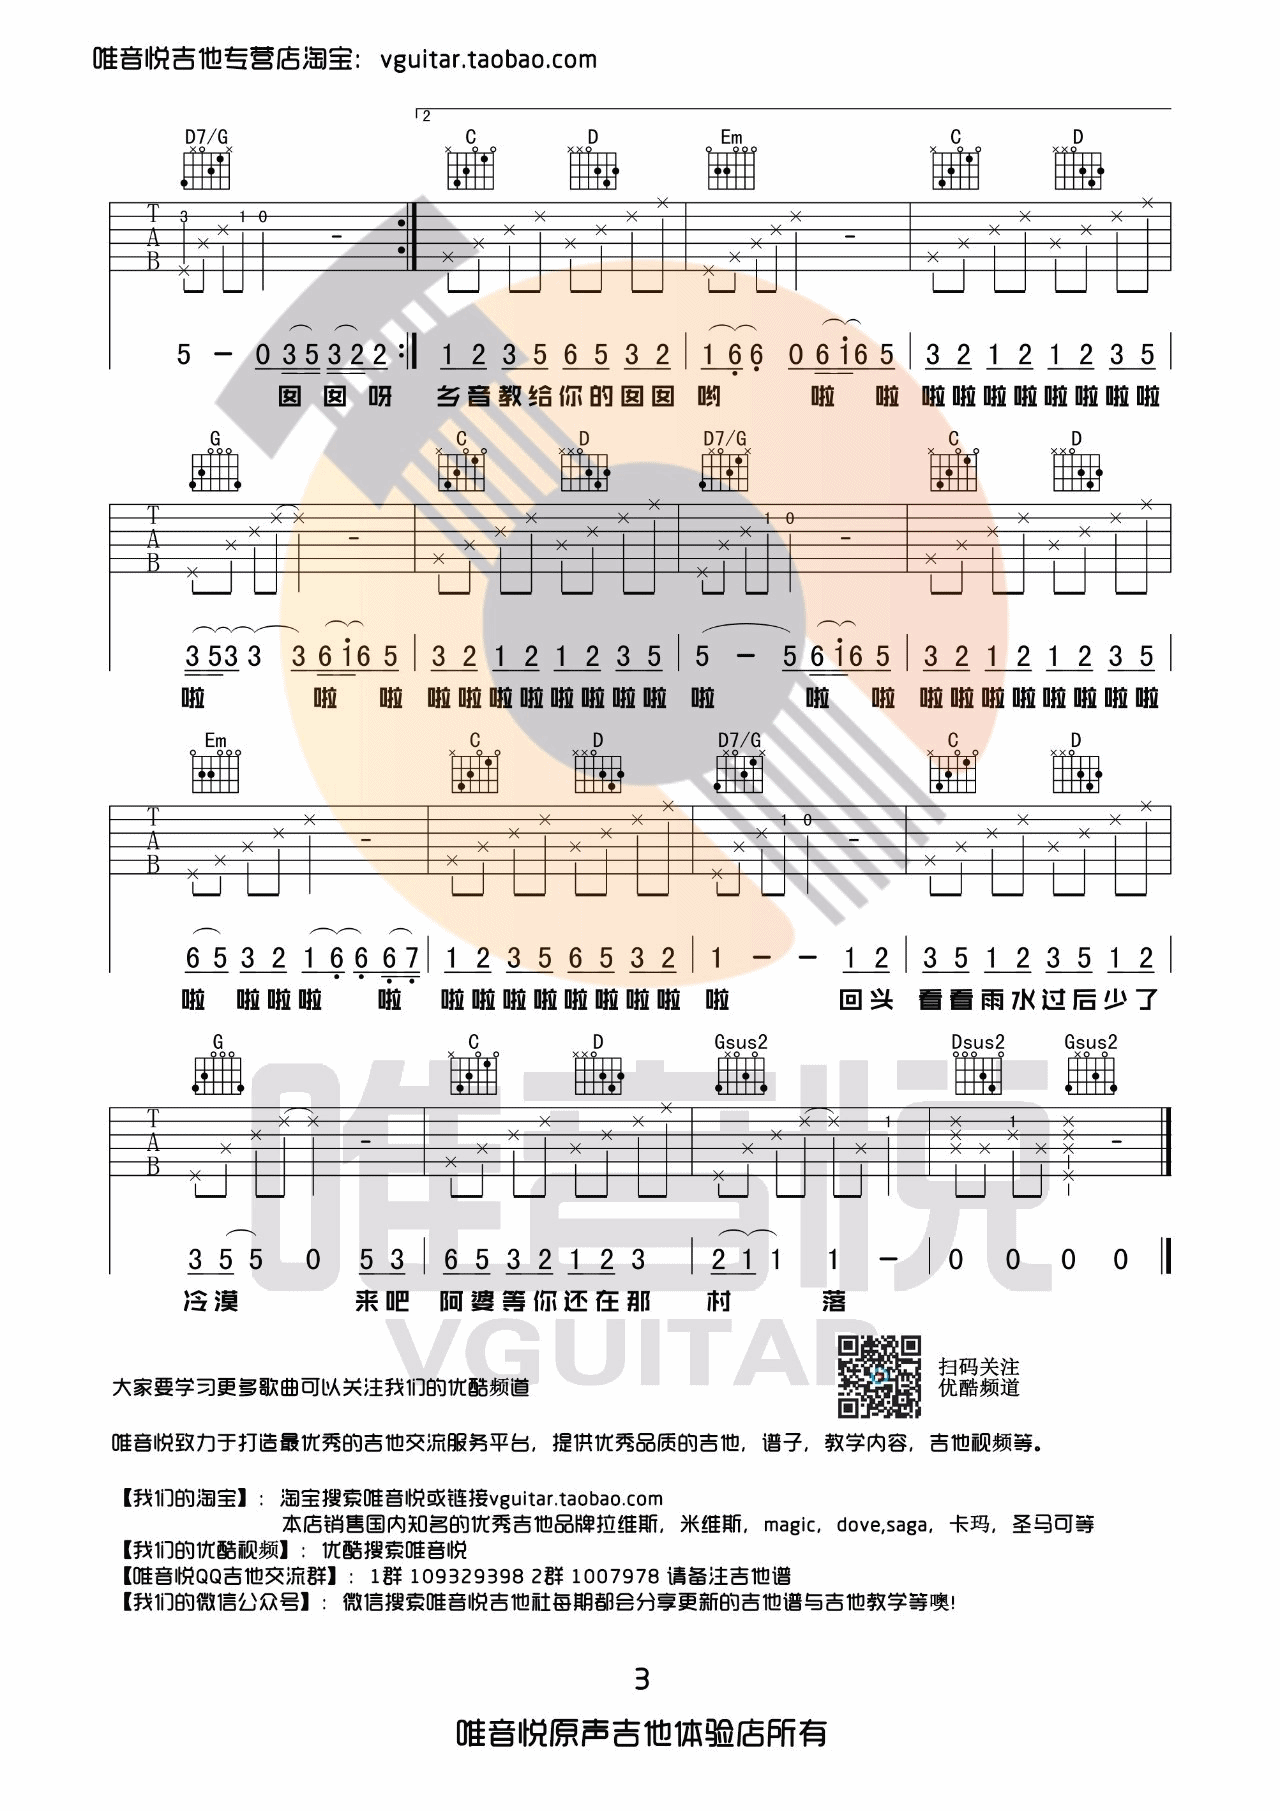 唯音悦吉他专营店淘宝：vguitar.taobao.com
2
D7/G C D Em C D
T 3 1 0
A
B
5 - 0 3 5 3 2 2 1 2 3 5 6 5 3 2 1 6 6 0 6 1 6 5 3 2 1 2 1 2 3 5
囡 囡 呀 乡音教给你的囡囡 哟 啦 啦 啦啦啦啦啦啦啦啦
G C D D7/G C D
T 1 0
A
B
3 5 3 3 3 6 1 6 5 3 2 1 2 1 2 3 5 5 - 5 6 1 6 5 3 2 1 2 1 2 3 5
啦 啦 啦 啦啦啦啦啦啦啦啦 啦 啦 啦 啦啦啦啦啦啦啦啦
Em C D D7/G C D
T 1 0
A
B
6 5 3 2 1 6 6 6 7 1 2 3 5 6 5 3 2 1 - - 1 2 3 5 1 2 3 5 1 2
啦 啦啦啦 啦 啦啦啦啦啦啦啦啦 啦 回头 看看雨水过后少了
G C D Gsus2 Dsus2 Gsus2
T 1 1
A
B
3 5 5 0 5 3 6 5 3 2 1 2 3 2 1 1 1 - 0 0 0 0
冷漠 来吧 阿婆等你还在那 村 落
唯音悦
VGUITAR
扫码关注
优酷频道
大家要学习更多歌曲可以关注我们的优酷频道
唯音悦致力于打造最优秀的吉他交流服务平台，提供优秀品质的吉他，谱子，教学内容，吉他视频等。
【我们的淘宝】：淘宝搜索唯音悦或链接vguitar.taobao.com
本店销售国内知名的优秀吉他品牌拉维斯，米维斯，magic，dove,saga，卡玛，圣马可等
【我们的优酷视频】：优酷搜索唯音悦
【唯音悦QQ吉他交流群】：1群 109329398 2群 1007978 请备注吉他谱
【我们的微信公众号】：微信搜索唯音悦吉他社每期都会分享更新的吉他谱与吉他教学等噢!
3
唯音悦原声吉他体验店所有